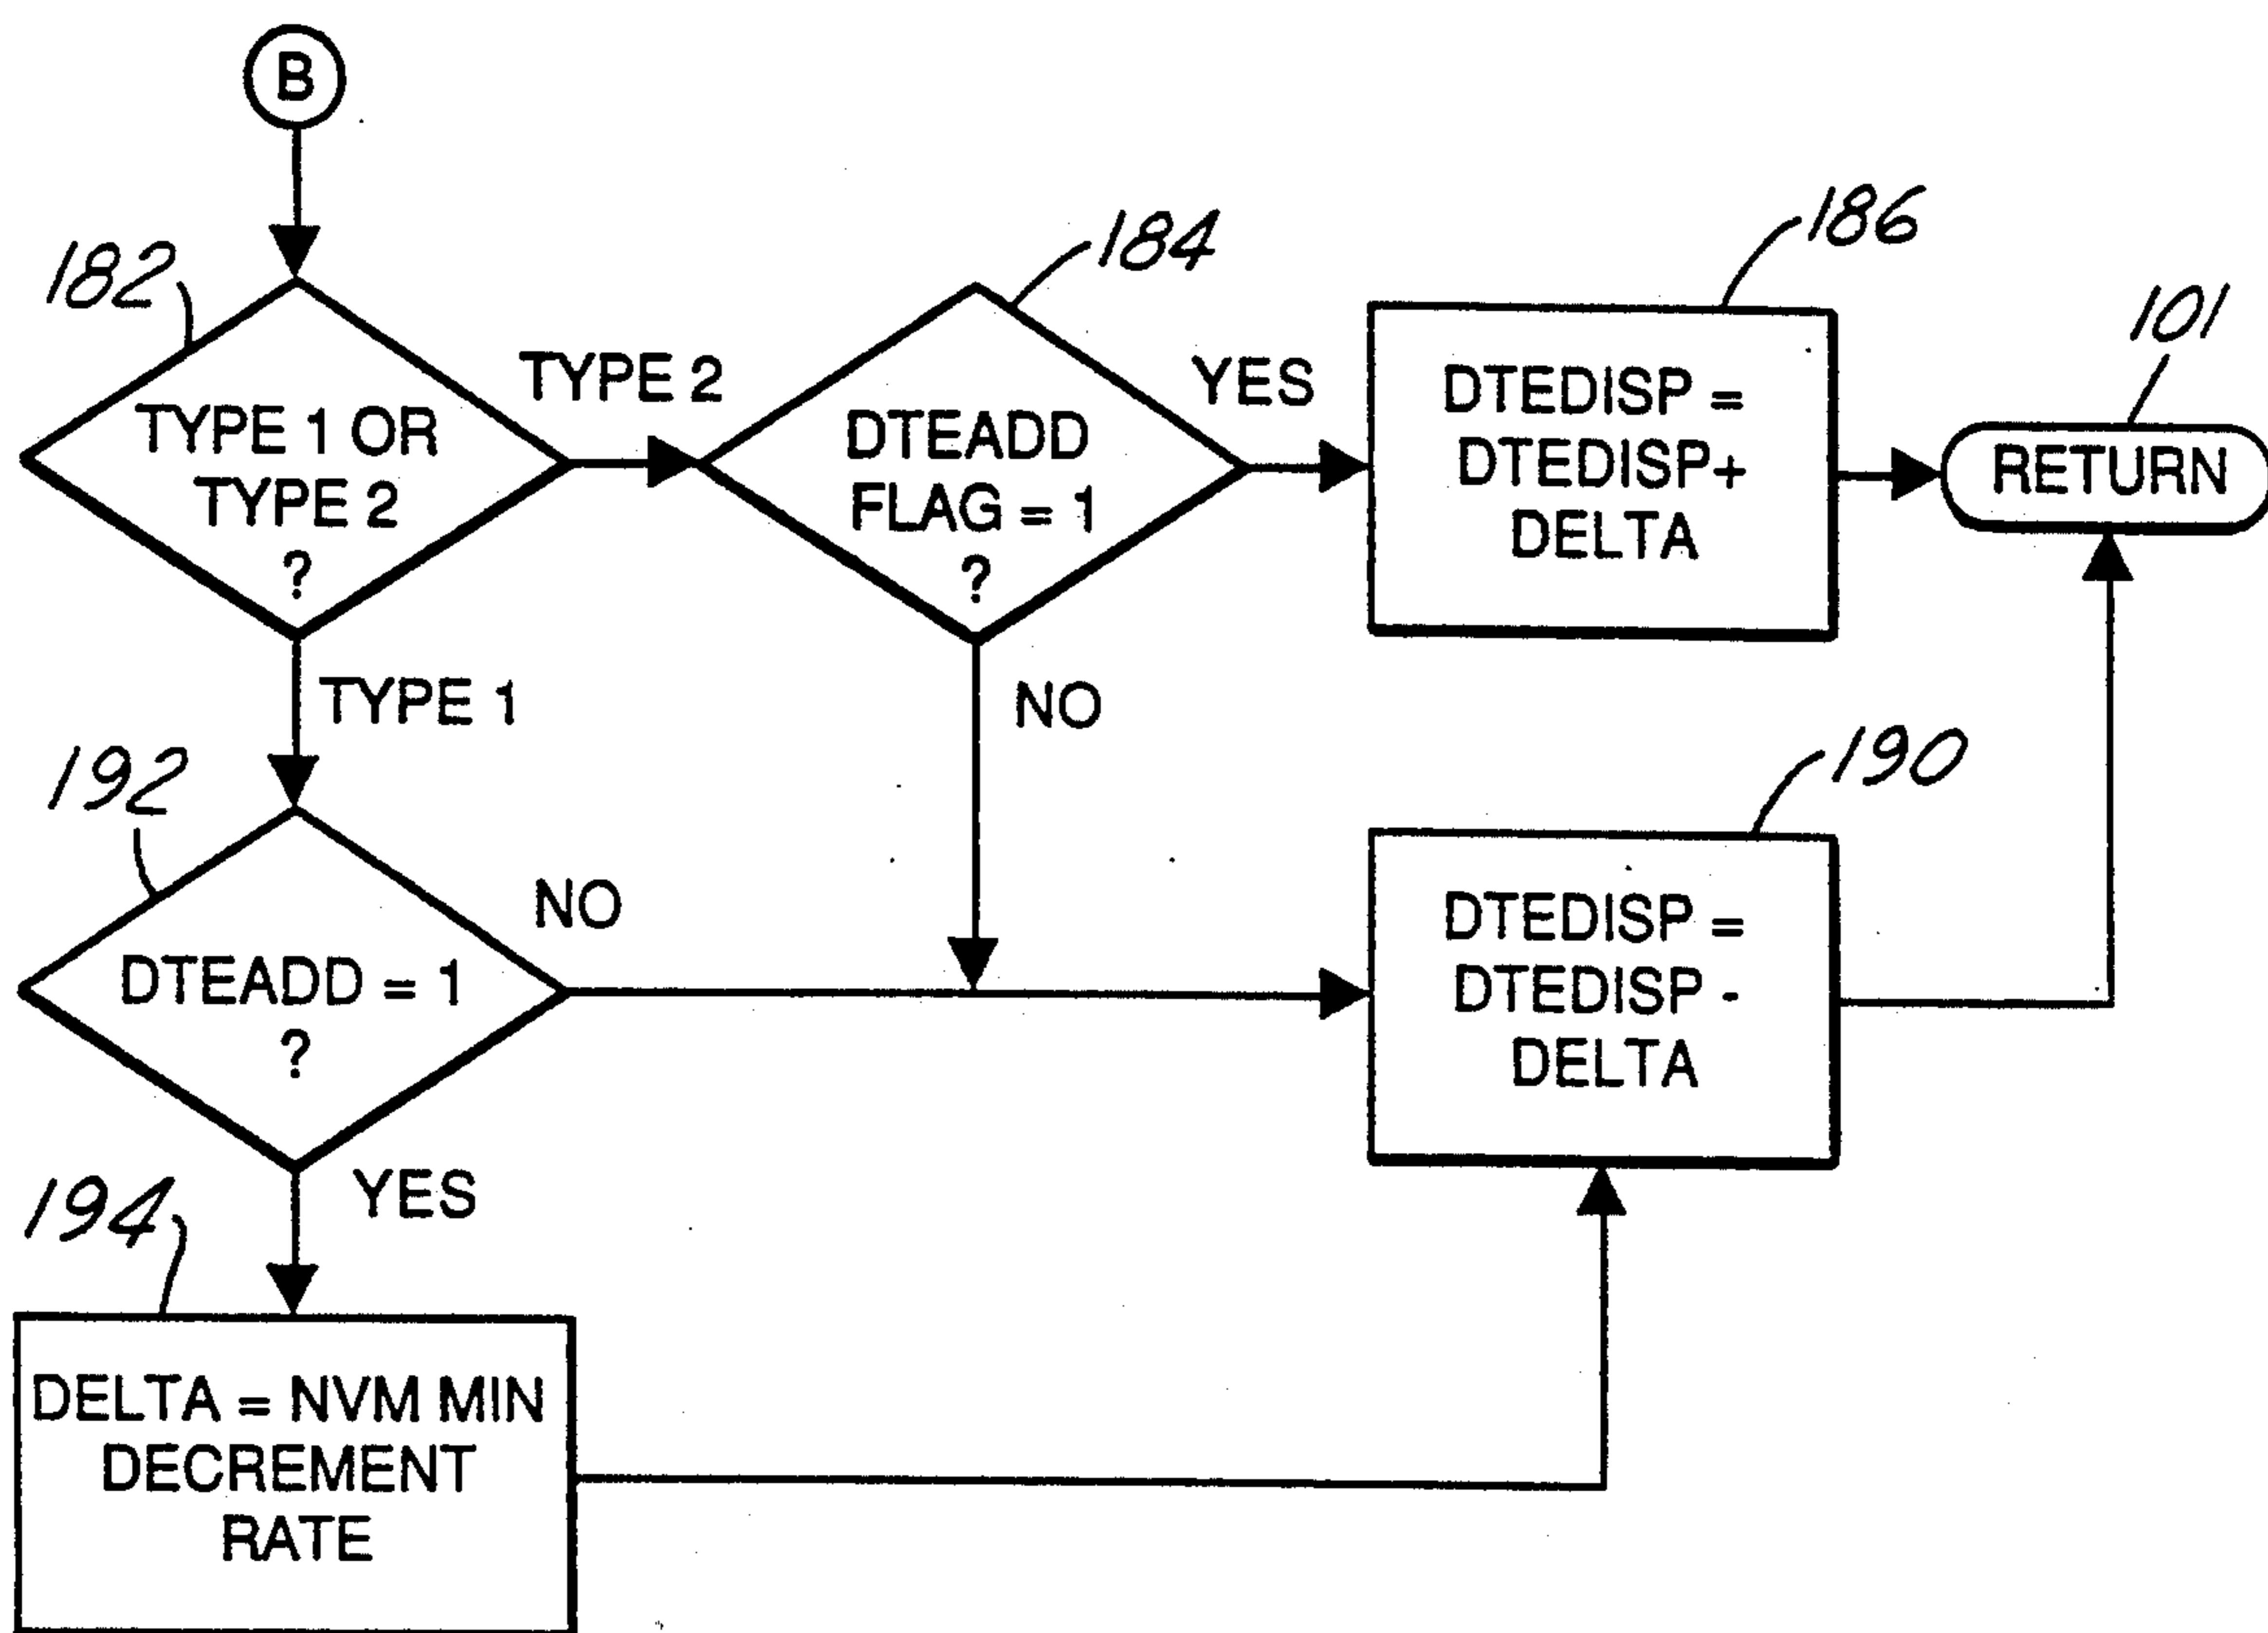 B
182
TYPE 1 OR
TYPE 2
?
TYPE 2
184
DTEADD
FLAG = 1
?
YES
186
DTEDISP =
DTEDISP+
DELTA
101
RETURN
TYPE 1
NO
192
DTEADD = 1
?
NO
190
DTEDISP =
DTEDISP -
DELTA
YES
194
DELTA = NVM MIN
DECREMENT
RATE